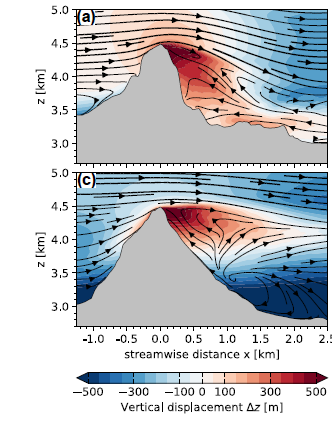 (a)
5.0
4.5
4.0
3.5
3.0
z [km]
(c)
5.0
4.5
4.0
3.5
3.0
z [km]
-1.0 -0.5 0.0 0.5 1.0 1.5 2.0 2.5
streamwise distance x [km]
−500 −300 −100 0 100 300 500
Vertical displacement Δz [m]